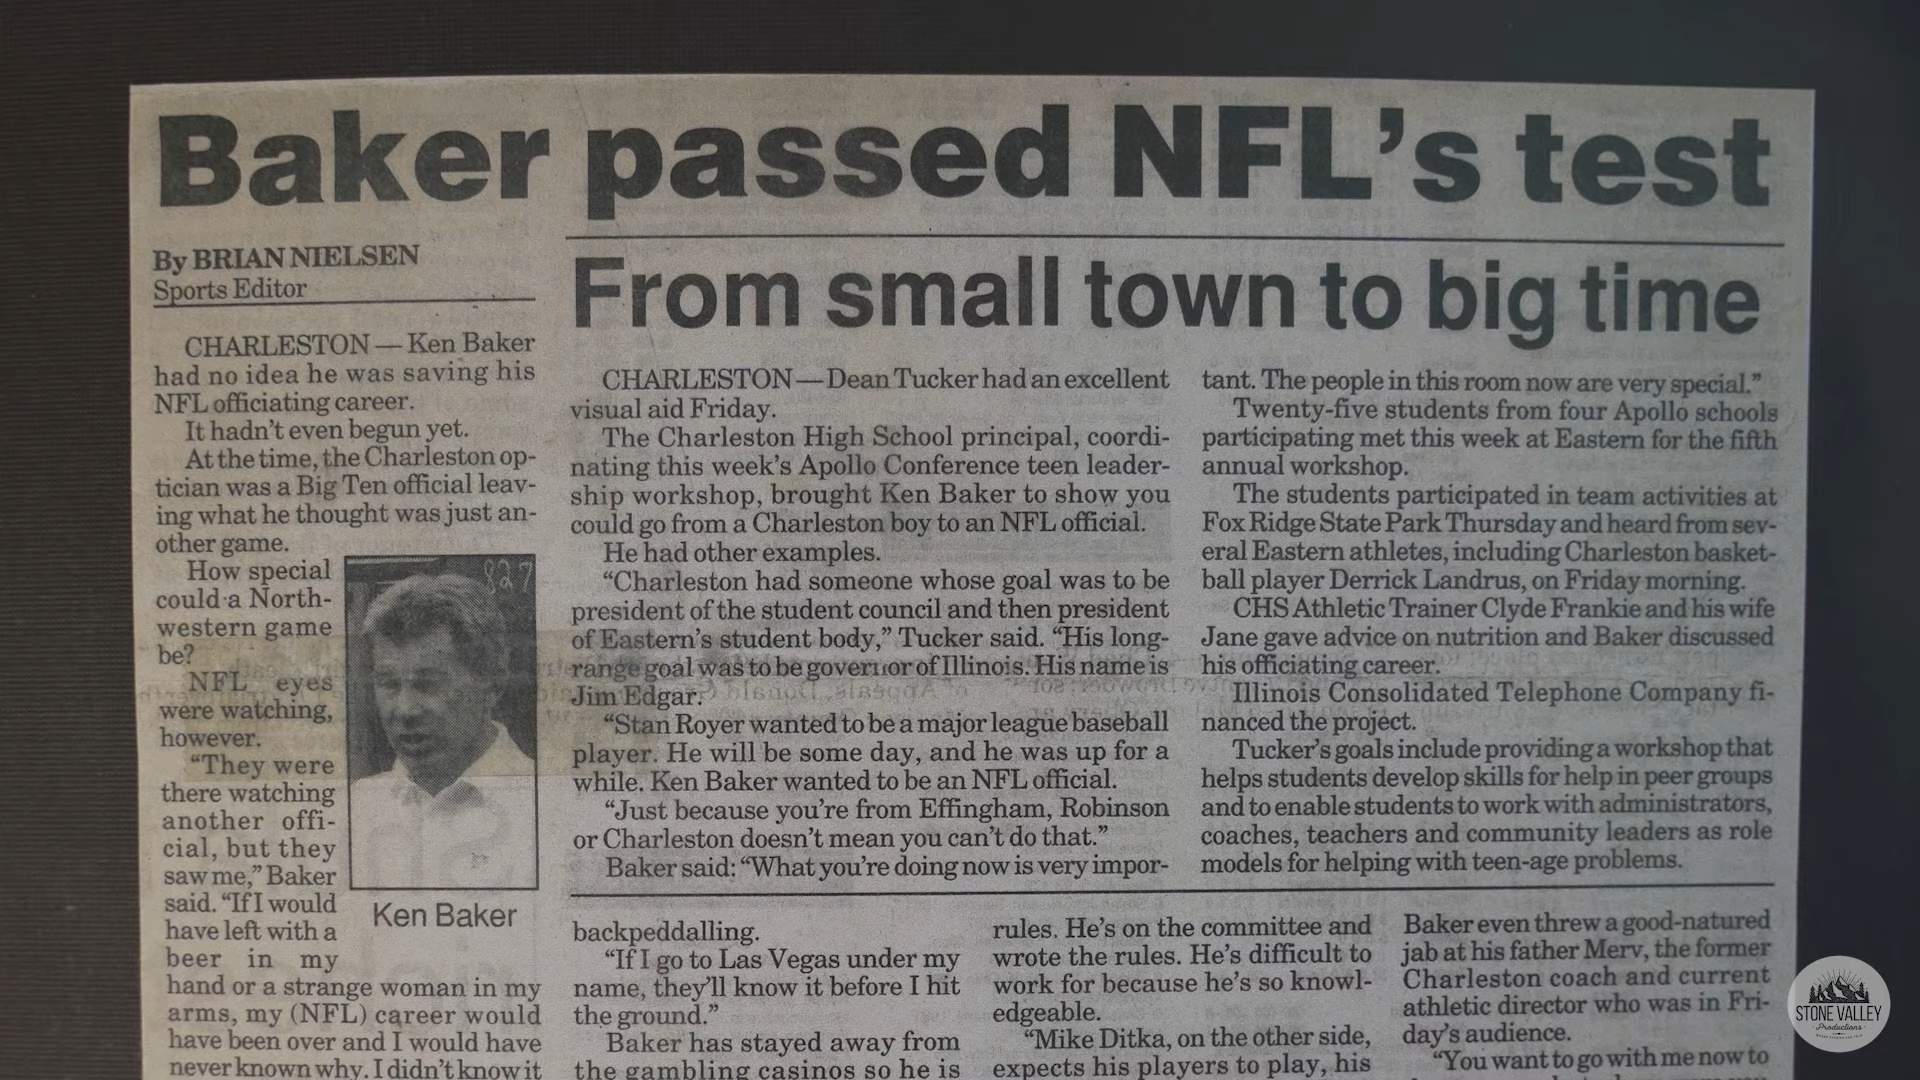 Baker passed NFL's test
By BRIAN NIELSEN
Sports Editor
CHARLESTON — Ken Baker
had no idea he was saving his
NFL officiating career.
It hadn't even begun yet.
At the time, the Charleston op-
tician was a Big Ten official leav-
ing what he thought was just an-
other game.
How special
could a North-
western game
be?
NFL eyes
were watching,
however.
"They were
there watching
another offi-
cial, but they
saw me," Baker
said. "If I would
have left with a
beer in my
hand or a strange woman in my
arms, my (NFL) career would
have been over and I would have
never known why. I didn't know it
827
Ken Baker
From small town to big time
CHARLESTON — Dean Tucker had an excellent
visual aid Friday.
The Charleston High School principal, coordi-
nating this week's Apollo Conference teen leader-
ship workshop, brought Ken Baker to show you
could go from a Charleston boy to an NFL official.
He had other examples.
"Charleston had someone whose goal was to be
president of the student council and then president
of Eastern's student body," Tucker said. "His long-
range goal was to be governor of Illinois. His name is
Jim Edgar.
"Stan Royer wanted to be a major league baseball
player. He will be some day, and he was up for a
while. Ken Baker wanted to be an NFL official.
"Just because you're from Effingham, Robinson
or Charleston doesn't mean you can't do that."
Baker said: "What you're doing now is very impor-
tant. The people in this room now are very special."
Twenty-five students from four Apollo schools
participating met this week at Eastern for the fifth
annual workshop.
The students participated in team activities at
Fox Ridge State Park Thursday and heard from sev-
eral Eastern athletes, including Charleston basket-
ball player Derrick Landrus, on Friday morning.
CHS Athletic Trainer Clyde Frankie and his wife
Jane gave advice on nutrition and Baker discussed
his officiating career.
Illinois Consolidated Telephone Company fi-
nanced the project.
Tucker's goals include providing a workshop that
helps students develop skills for help in peer groups
and to enable students to work with administrators,
coaches, teachers and community leaders as role
models for helping with teen-age problems.
backpeddalling.
"If I go to Las Vegas under my
name, they'll know it before I hit
the ground."
Baker has stayed away from
the gambling casinos so he is
rules. He's on the committee and
wrote the rules. He's difficult to
work for because he's so knowl-
edgeable.
"Mike Ditka, on the other side,
expects his players to play, his
Baker even threw a good-natured
jab at his father Merv, the former
Charleston coach and current
athletic director who was in Fri-
day's audience.
"You want to go with me now to
STONE VALLEY
Productions